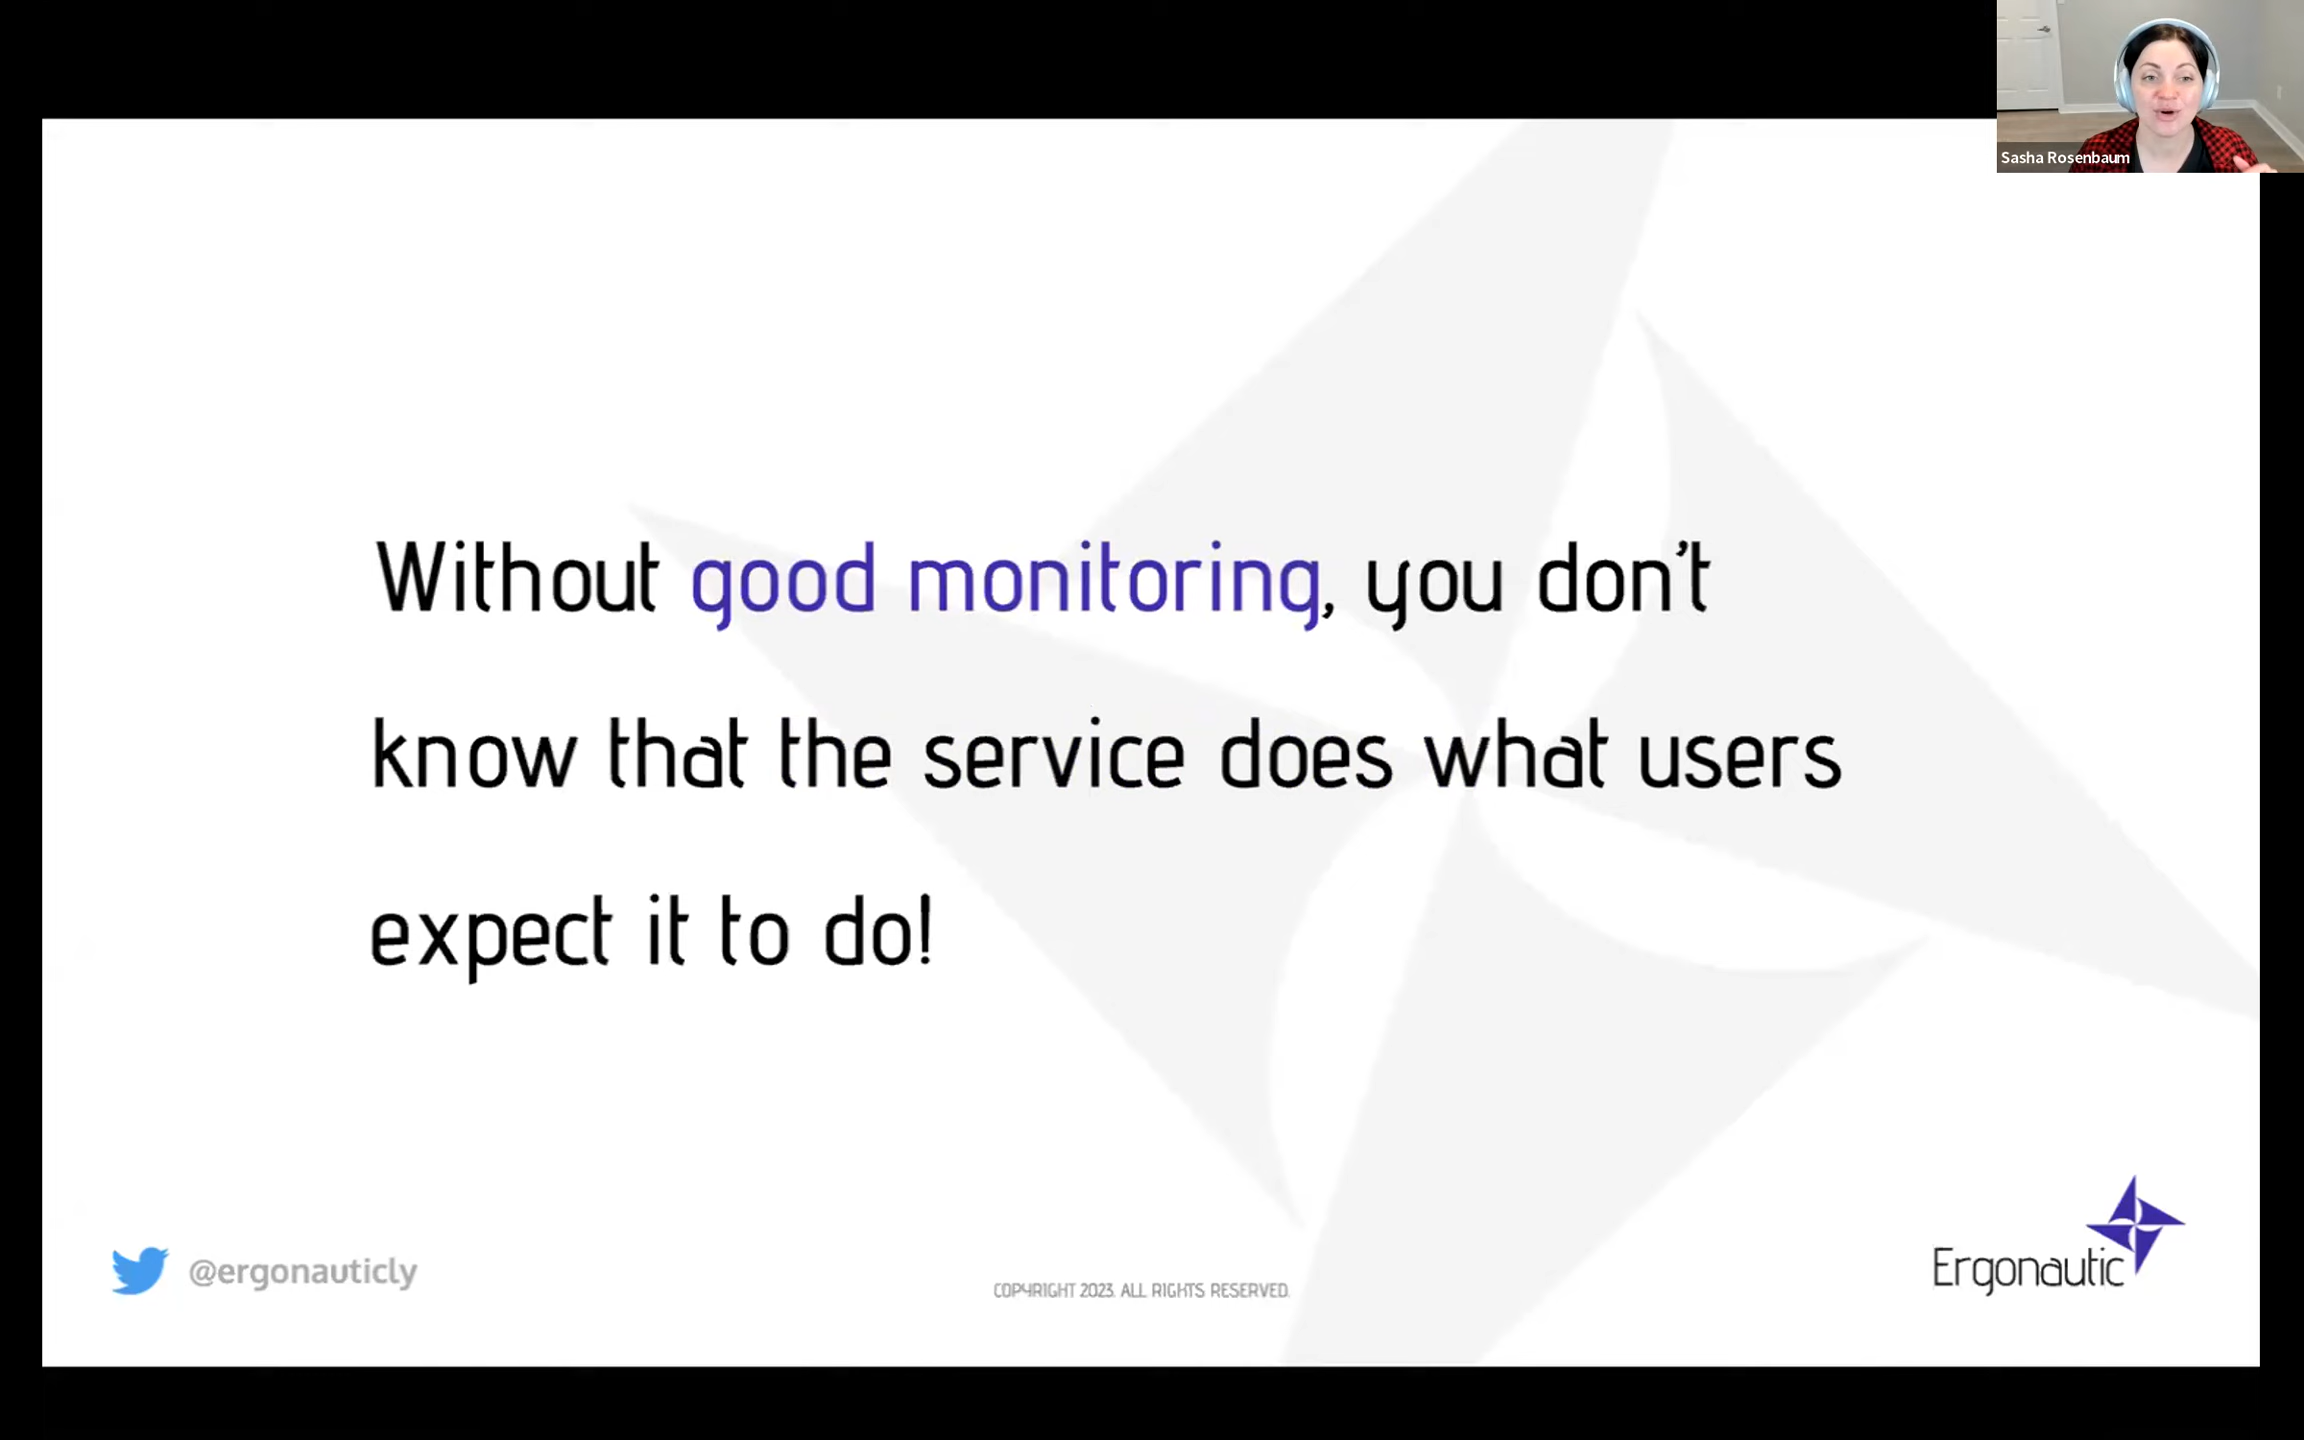 Sasha Rosenbaum
Without good monitoring, you don't
know that the service does what users
expect it to do!
@ergonauticly
COPYRIGHT 2023. ALL RIGHTS RESERVED.
Ergonautic